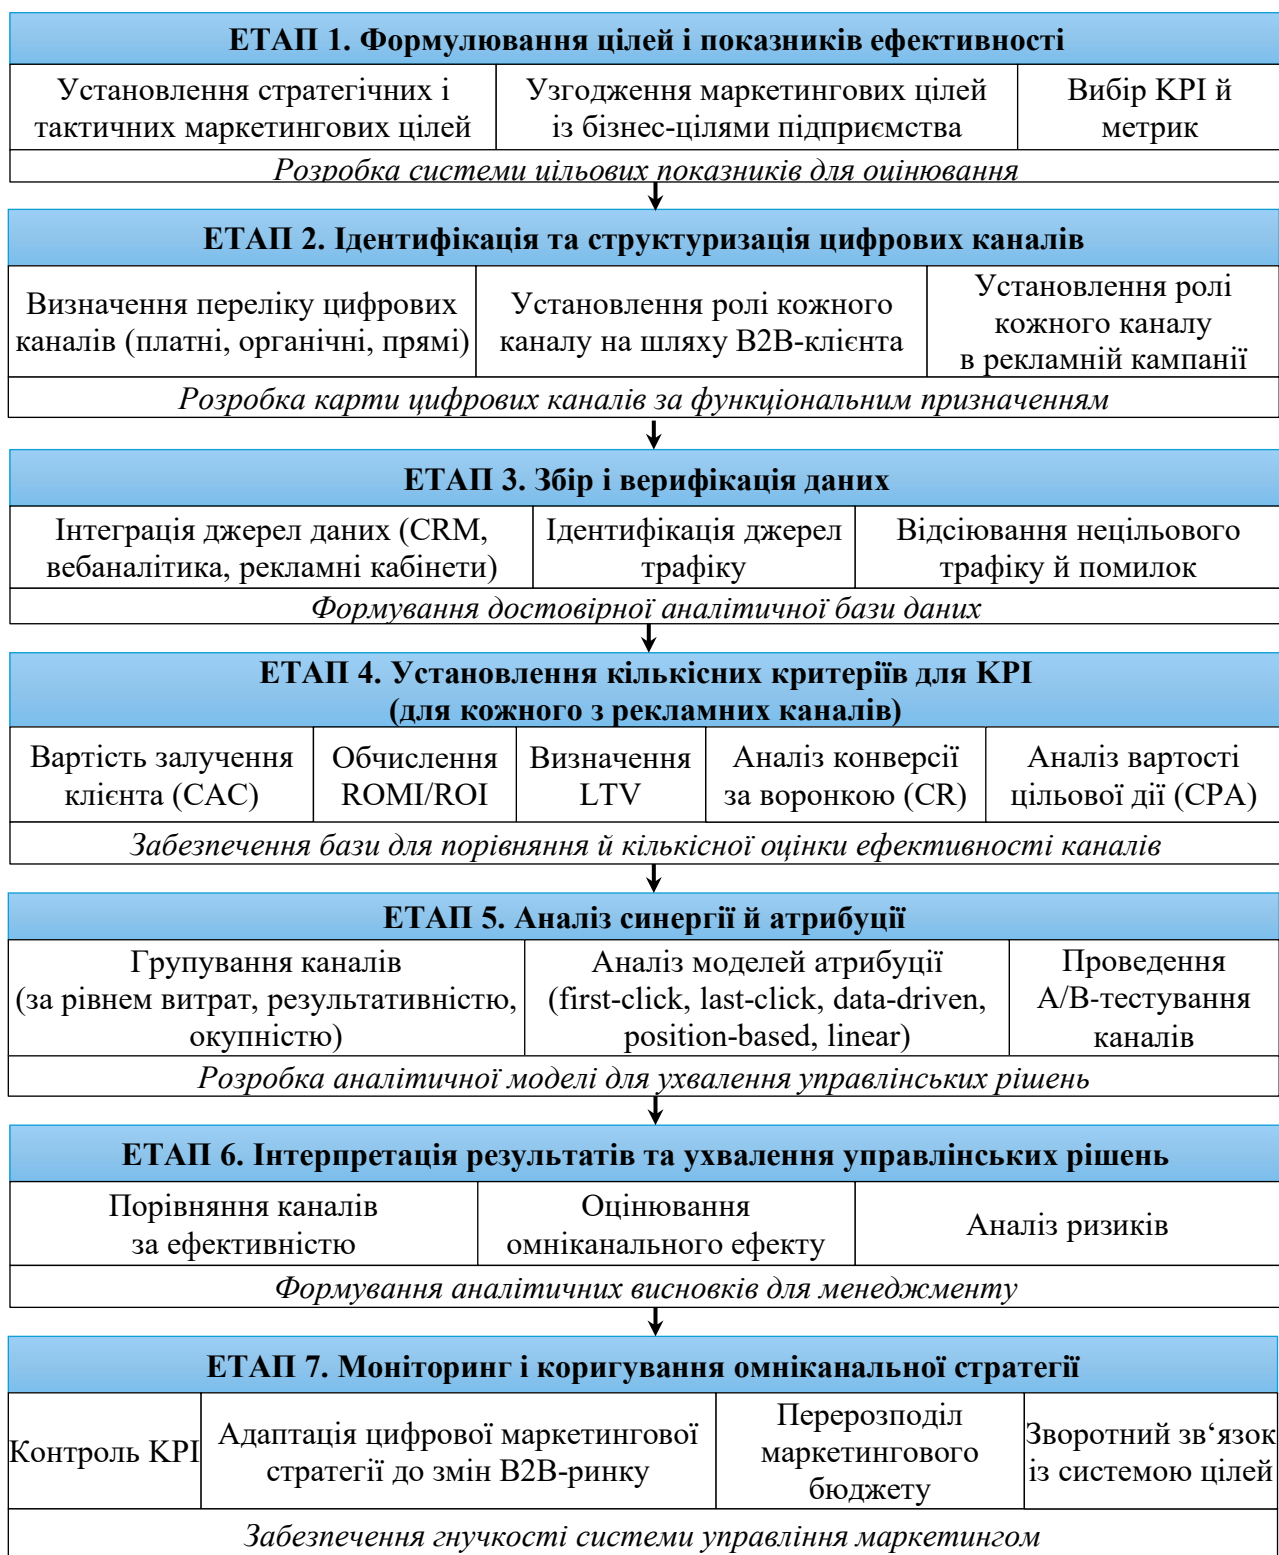 ЕТАП 1. Формулювання цілей і показників ефективності
Установлення стратегічних і
тактичних маркетингових цілей
Узгодження маркетингових цілей
із бізнес-цілями підприємства
Вибір KPI й
метрик
Розробка системи цільових показників для оцінювання
ЕТАП 2. Ідентифікація та структуризація цифрових каналів
Визначення переліку цифрових
каналів (платні, органічні, прямі)
Установлення ролі кожного
каналу на шляху B2B-клієнта
Установлення ролі
кожного каналу
в рекламній кампанії
Розробка карти цифрових каналів за функціональним призначенням
ЕТАП 3. Збір і верифікація даних
Інтеграція джерел даних (CRM,
вебаналітика, рекламні кабінети)
Ідентифікація джерел
трафіку
Відсіювання нецільового
трафіку й помилок
Формування достовірної аналітичної бази даних
ЕТАП 4. Установлення кількісних критеріїв для KPI
(для кожного з рекламних каналів)
Вартість залучення
клієнта (CAC)
Обчислення
ROMI/ROI
Визначення
LTV
Аналіз конверсії
за воронкою (CR)
Аналіз вартості
цільової дії (CPA)
Забезпечення бази для порівняння й кількісної оцінки ефективності каналів
ЕТАП 5. Аналіз синергії й атрибуції
Групування каналів
(за рівнем витрат, результативністю,
окупністю)
Аналіз моделей атрибуції
(first-click, last-click, data-driven,
position-based, linear)
Проведення
A/B-тестування
каналів
Розробка аналітичної моделі для ухвалення управлінських рішень
ЕТАП 6. Інтерпретація результатів та ухвалення управлінських рішень
Порівняння каналів
за ефективністю
Оцінювання
омніканального ефекту
Аналіз ризиків
Формування аналітичних висновків для менеджменту
ЕТАП 7. Моніторинг і коригування омніканальної стратегії
Контроль KPI
Адаптація цифрової маркетингової
стратегії до змін B2B-ринку
Перерозподіл
маркетингового
бюджету
Зворотний зв‘язок
із системою цілей
Забезпечення гнучкості системи управління маркетингом